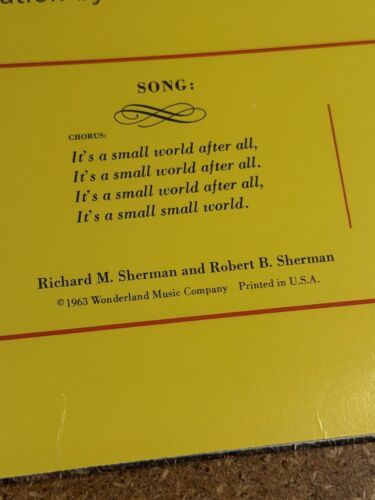 by
SONG:
CHORUS:
It's a small world after all,
It's a small world after all.
It's a small world after all,
It's a small small world.
Richard M. Sherman and Robert B. Sherman
©1963 Wonderland Music Company Printed in U.S.A.